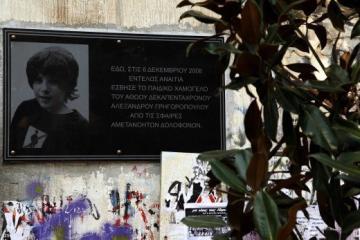 ΕΔΩ, ΣΤΙΣ 6 ΔΕΚΕΜΒΡΙΟΥ 2008
ΕΝΤΕΛΩΣ ΑΝΑΙΤΙΑ
ΕΣΒΗΣΕ ΤΟ ΠΑΙΔΙΚΟ ΧΑΜΟΓΕΛΟ
ΤΟΥ ΑΘΩΟΥ ΔΕΚΑΠΕΝΤΑΧΡΟΝΟΥ
ΑΛΕΞΑΝΔΡΟΥ ΓΡΗΓΟΡΟΠΟΥΛΟΥ
ΑΠΟ ΤΙΣ ΣΦΑΙΡΕΣ
ΑΜΕΤΑΝΟΗΤΩΝ ΔΟΛΟΦΟΝΩΝ.